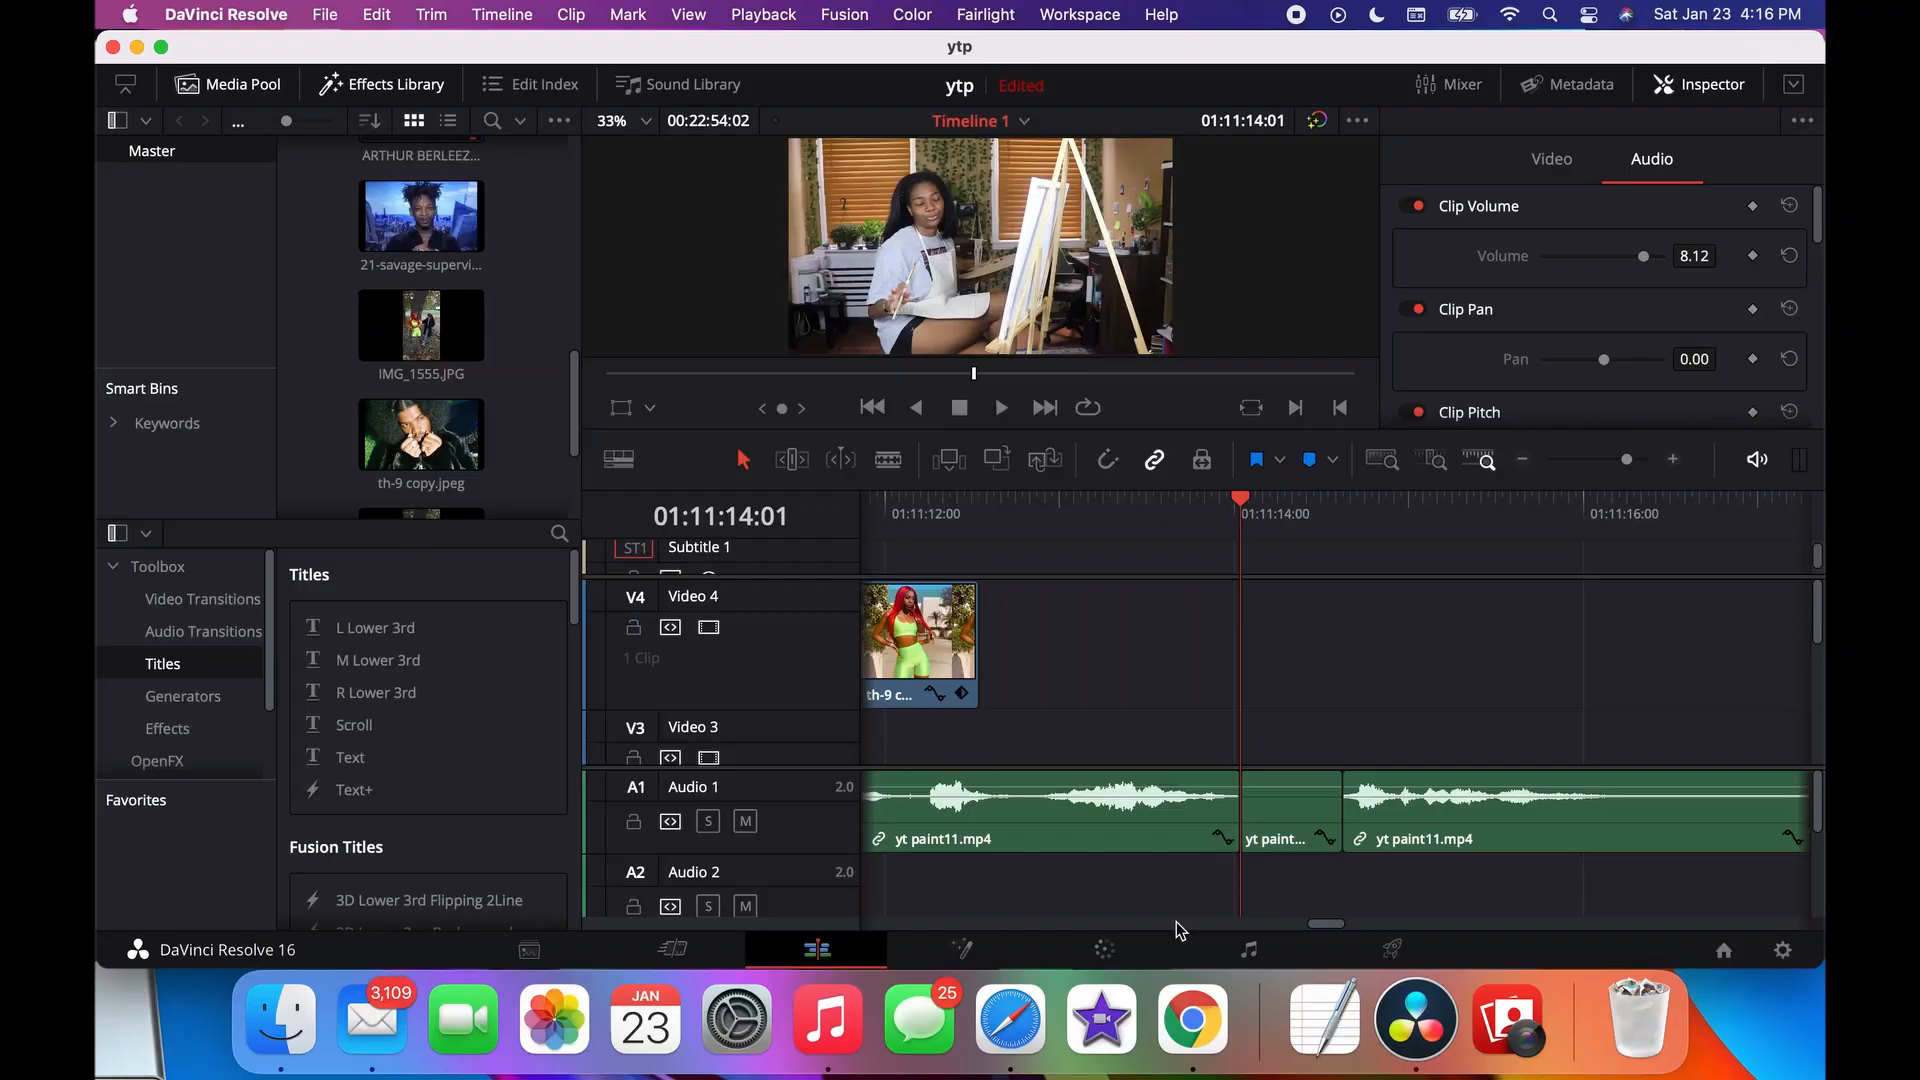 DaVinci Resolve File Edit Trim Timeline Clip Mark View Playback Fusion Color Fairlight Workspace Help Sat Jan 23 4:16 PM
ytp
Media Pool Effects Library Edit Index Sound Library ytp Edited Mixer Metadata Inspector
... 33% 00:22:54:02 Timeline 1 01:11:14:01
Master
ARTHUR BERLEEZ...
21-savage-supervi...
IMG_1555.JPG
th-9 copy.jpeg
Smart Bins
Keywords
Video Audio
Clip Volume
Volume 8.12
Clip Pan
Pan 0.00
Clip Pitch
01:11:14:01 01:11:12:00 01:11:14:00 01:11:16:00
ST1 Subtitle 1
V4 Video 4
1 Clip
th-9 c...
V3 Video 3
A1 Audio 1 2.0
S M
yt paint11.mp4 yt paint... yt paint11.mp4
A2 Audio 2 2.0
S M
Toolbox
Video Transitions
Audio Transitions
Titles
Generators
Effects
OpenFX
Favorites
Titles
L Lower 3rd
M Lower 3rd
R Lower 3rd
Scroll
Text
Text+
Fusion Titles
3D Lower 3rd Flipping 2Line
DaVinci Resolve 16
3,109
JAN
23
25